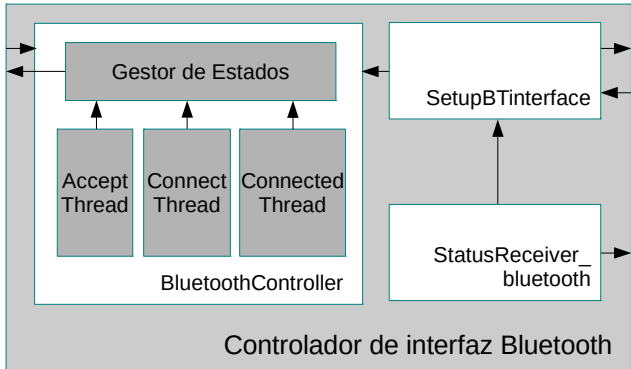 Gestor de Estados
Accept
Thread
Connect
Thread
Connected
Thread
BluetoothController
SetupBTinterface
StatusReceiver_
bluetooth
Controlador de interfaz Bluetooth